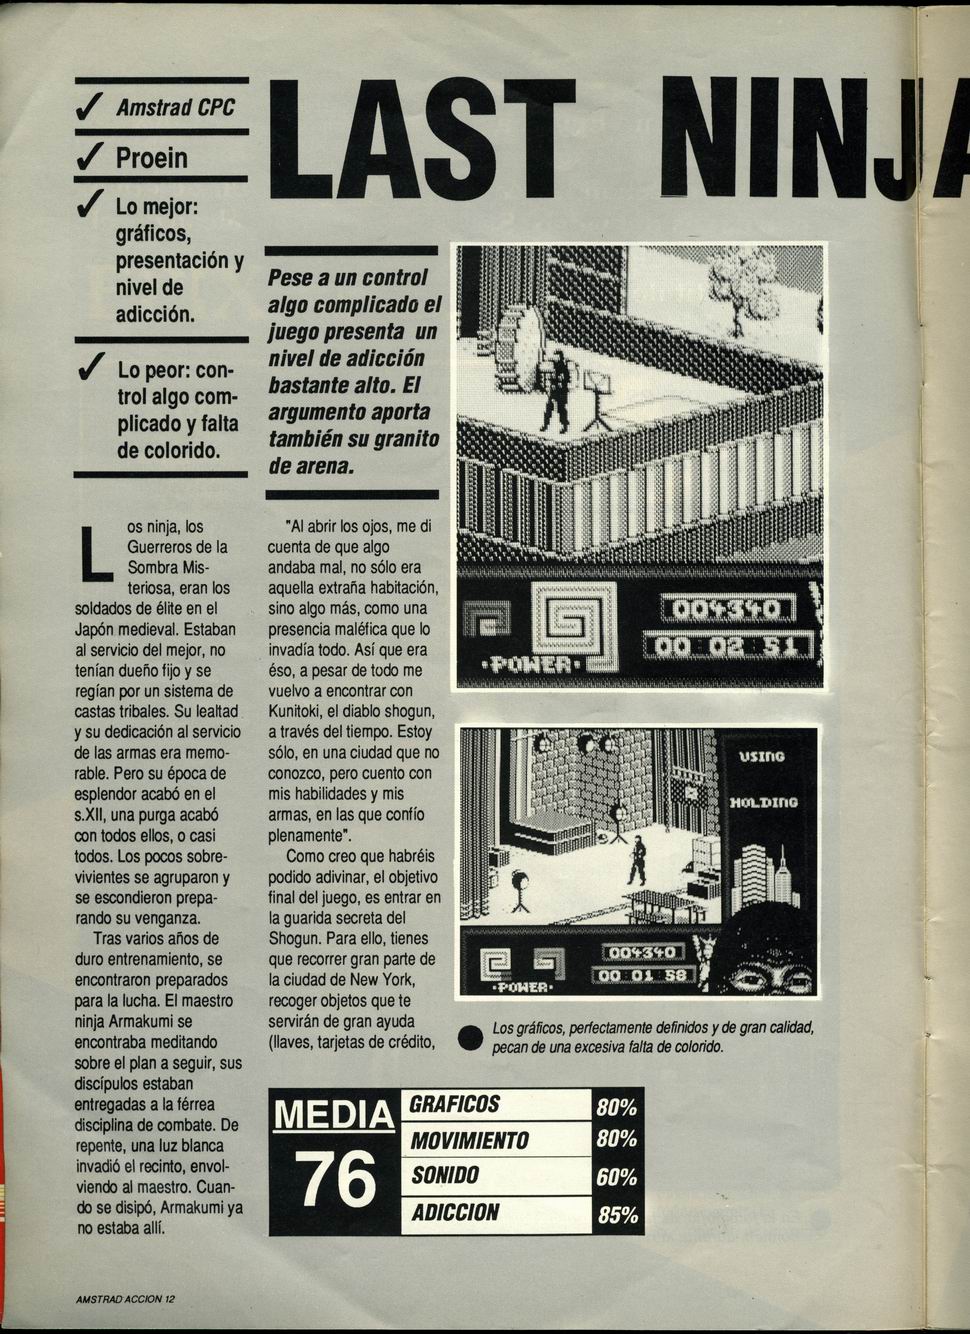 LAST NINJA
Amstrad CPC
Proein
Lo mejor:
gráficos,
presentación y
nivel de
adicción.
Lo peor: con-
trol algo com-
plicado y falta
de colorido.
Pese a un control
algo complicado el
juego presenta un
nivel de adicción
bastante alto. El
argumento aporta
también su granito
de arena.
Los ninja, los
Guerreros de la
Sombra Mis-
teriosa, eran los
soldados de élite en el
Japón medieval. Estaban
al servicio del mejor, no
tenían dueño fijo y se
regían por un sistema de
castas tribales. Su lealtad
y su dedicación al servicio
de las armas era memo-
rable. Pero su época de
esplendor acabó en el
s.XII, una purga acabó
con todos ellos, o casi
todos. Los pocos sobre-
vivientes se agruparon y
se escondieron prepa-
rando su venganza.
Tras varios años de
duro entrenamiento, se
encontraron preparados
para la lucha. El maestro
ninja Armakumi se
encontraba meditando
sobre el plan a seguir, sus
discípulos estaban
entregadas a la férrea
disciplina de combate. De
repente, una luz blanca
invadió el recinto, envol-
viendo al maestro. Cuan-
do se disipó, Armakumi ya
no estaba allí.
"Al abrir los ojos, me di
cuenta de que algo
andaba mal, no sólo era
aquella extraña habitación,
sino algo más, como una
presencia maléfica que lo
invadía todo. Así que era
éso, a pesar de todo me
vuelvo a encontrar con
Kunitoki, el diablo shogun,
a través del tiempo. Estoy
sólo, en una ciudad que no
conozco, pero cuento con
mis habilidades y mis
armas, en las que confío
plenamente".
Como creo que habréis
podido adivinar, el objetivo
final del juego, es entrar en
la guarida secreta del
Shogun. Para ello, tienes
que recorrer gran parte de
la ciudad de New York,
recoger objetos que te
servirán de gran ayuda
(llaves, tarjetas de crédito,
004340
00 02 51
·POWER·
USING
HOLDING
004340
00 01 58
·POWER·
Los gráficos, perfectamente definidos y de gran calidad,
pecan de una excesiva falta de colorido.
MEDIA
76
GRAFICOS 80%
MOVIMIENTO 80%
SONIDO 60%
ADICCION 85%
AMSTRAD ACCION 12